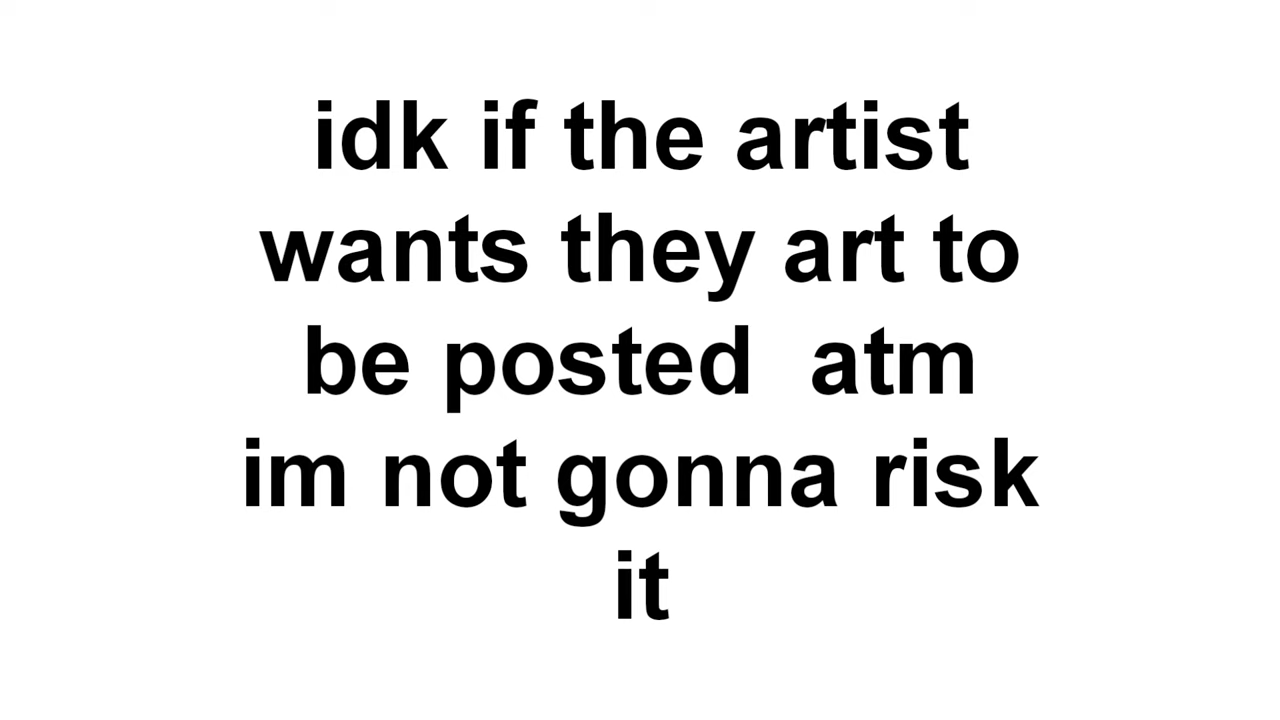 idk if the artist
wants they art to
be posted  atm
im not gonna risk
it